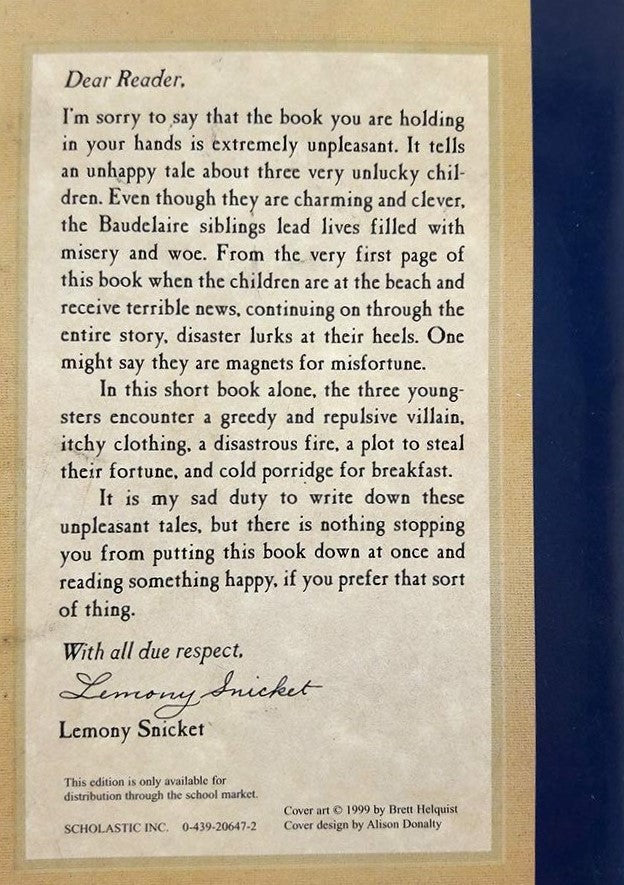 Dear Reader,
I'm sorry to say that the book you are holding
in your hands is extremely unpleasant. It tells
an unhappy tale about three very unlucky chil-
dren. Even though they are charming and clever,
the Baudelaire siblings lead lives filled with
misery and woe. From the very first page of
this book when the children are at the beach and
receive terrible news, continuing on through the
entire story, disaster lurks at their heels. One
might say they are magnets for misfortune.
In this short book alone, the three young-
sters encounter a greedy and repulsive villain,
itchy clothing, a disastrous fire, a plot to steal
their fortune, and cold porridge for breakfast.
It is my sad duty to write down these
unpleasant tales, but there is nothing stopping
you from putting this book down at once and
reading something happy, if you prefer that sort
of thing.
With all due respect,
Lemony Snicket
Lemony Snicket
This edition is only available for
distribution through the school market.
SCHOLASTIC INC. 0-439-20647-2
Cover art © 1999 by Brett Helquist
Cover design by Alison Donalty